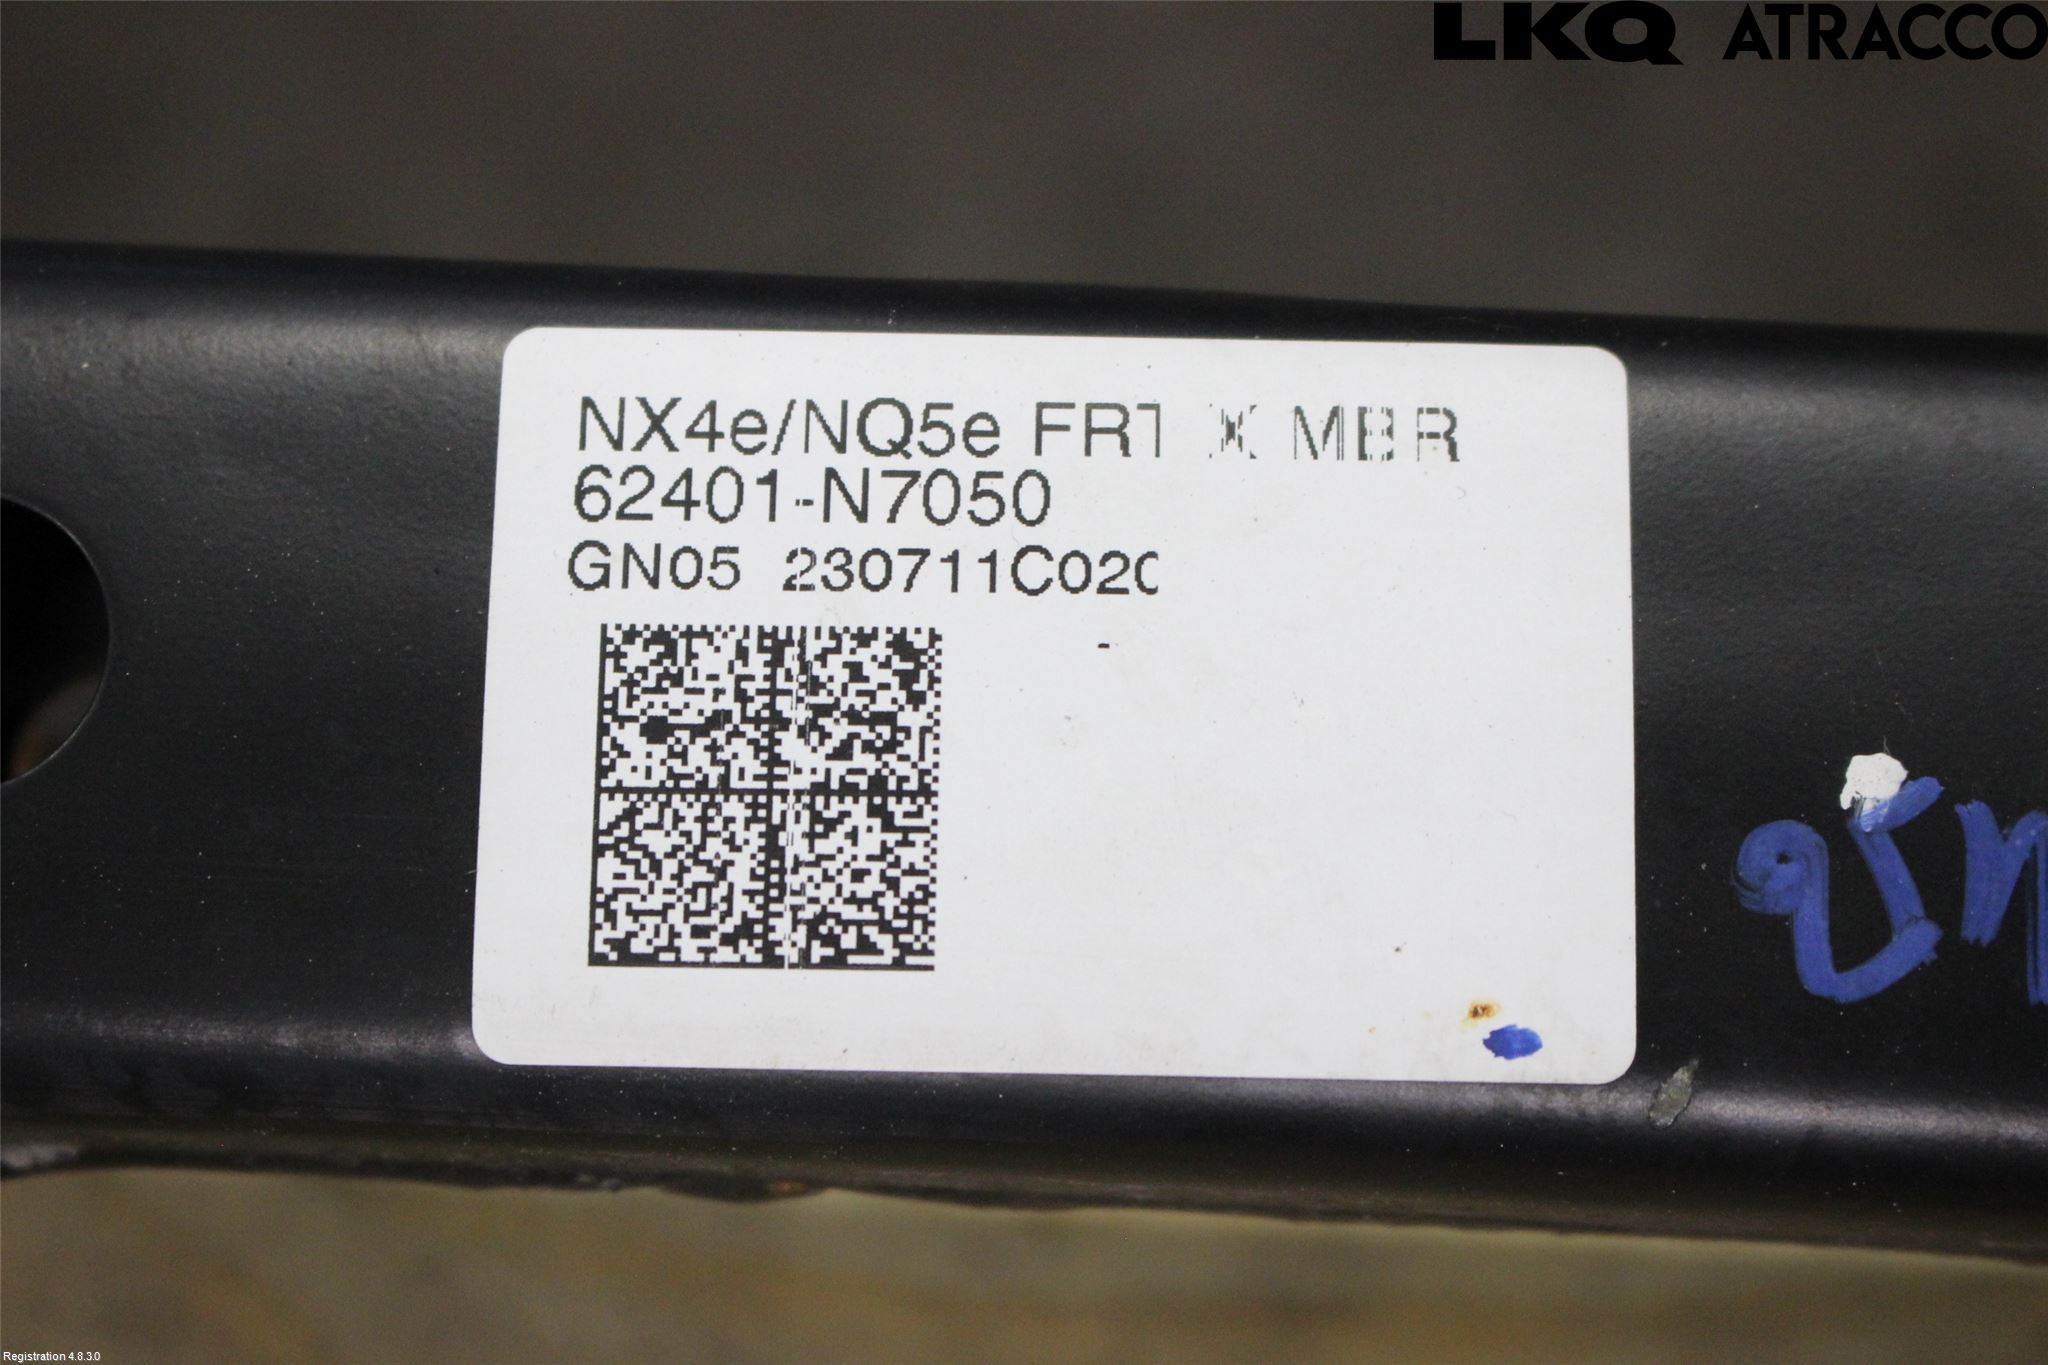 LKQ ATRACCO
NX4e/NQ5e FRT X MBR
62401-N7050
GN05 230711C020
Registration 4.8.3.0